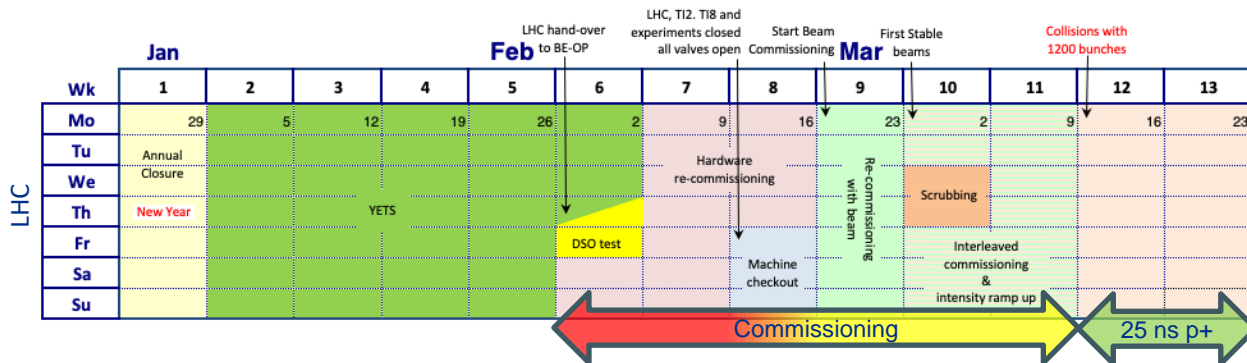 LHC hand-over
to BE-OP
LHC, TI2. TI8 and
experiments closed
all valves open
Start Beam
Commissioning
First Stable
beams
Collisions with
1200 bunches
Jan
Feb
Mar
Wk 1 2 3 4 5 6 7 8 9 10 11 12 13
Mo 29 5 12 19 26 2 9 16 23 2 9 16 23
Tu
We
Th
Fr
Sa
Su
LHC
Annual
Closure
New Year
YETS
DSO test
Hardware
re-commissioning
Machine
checkout
Re-commissioning
with beam
Scrubbing
Interleaved
commissioning
&
intensity ramp up
Commissioning
25 ns p+